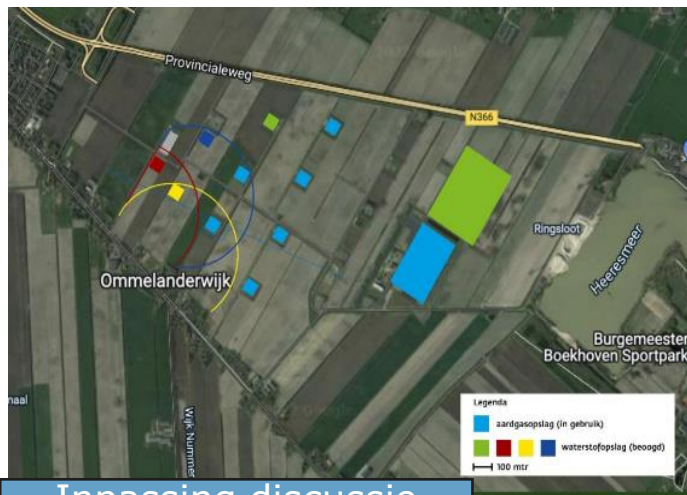 Provincialeweg
N366
Ringsloot
Heeresmeer
Ommelanderwijk
Burgemeester
Boekhoven Sportpark
naal
Wijk Nummer
Legenda
aardgasopslag (in gebruik)
waterstofopslag (beoogd)
100 mtr
Inpassing discussie